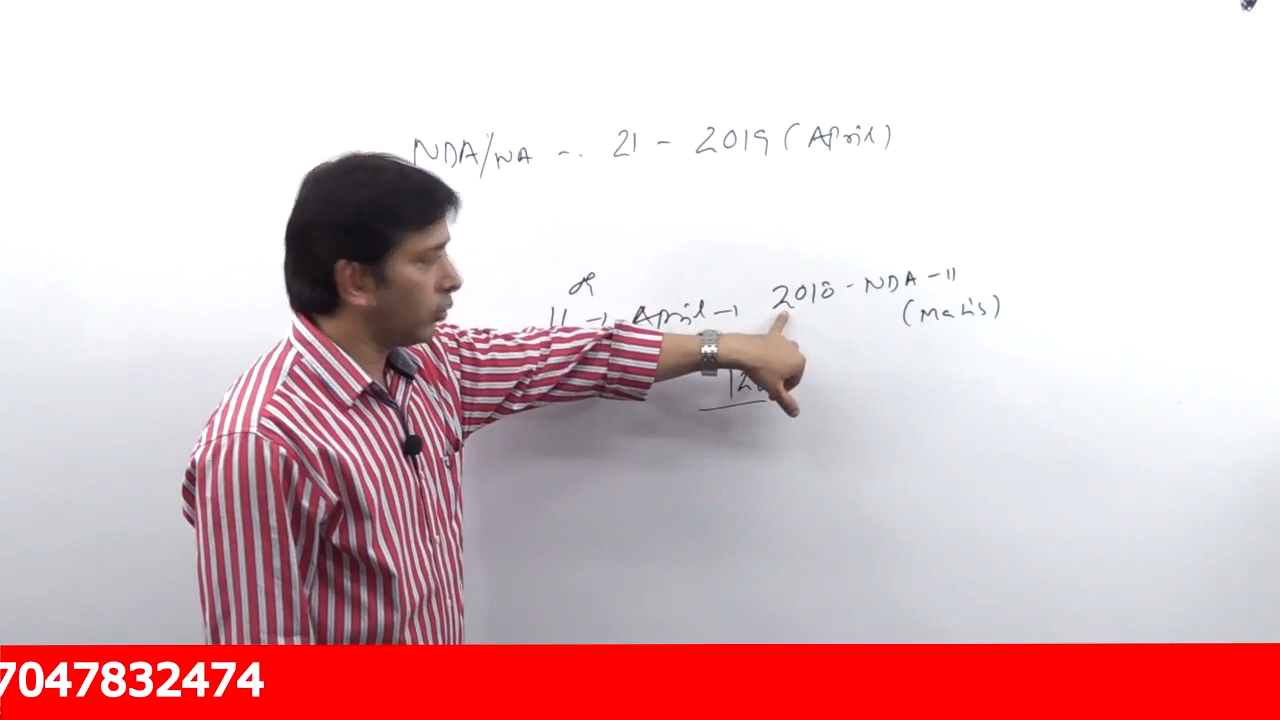 NDA/NA - . 21 - 2019 (April)
2018 - NDA - II
11 → April →
(Maths)
7047832474